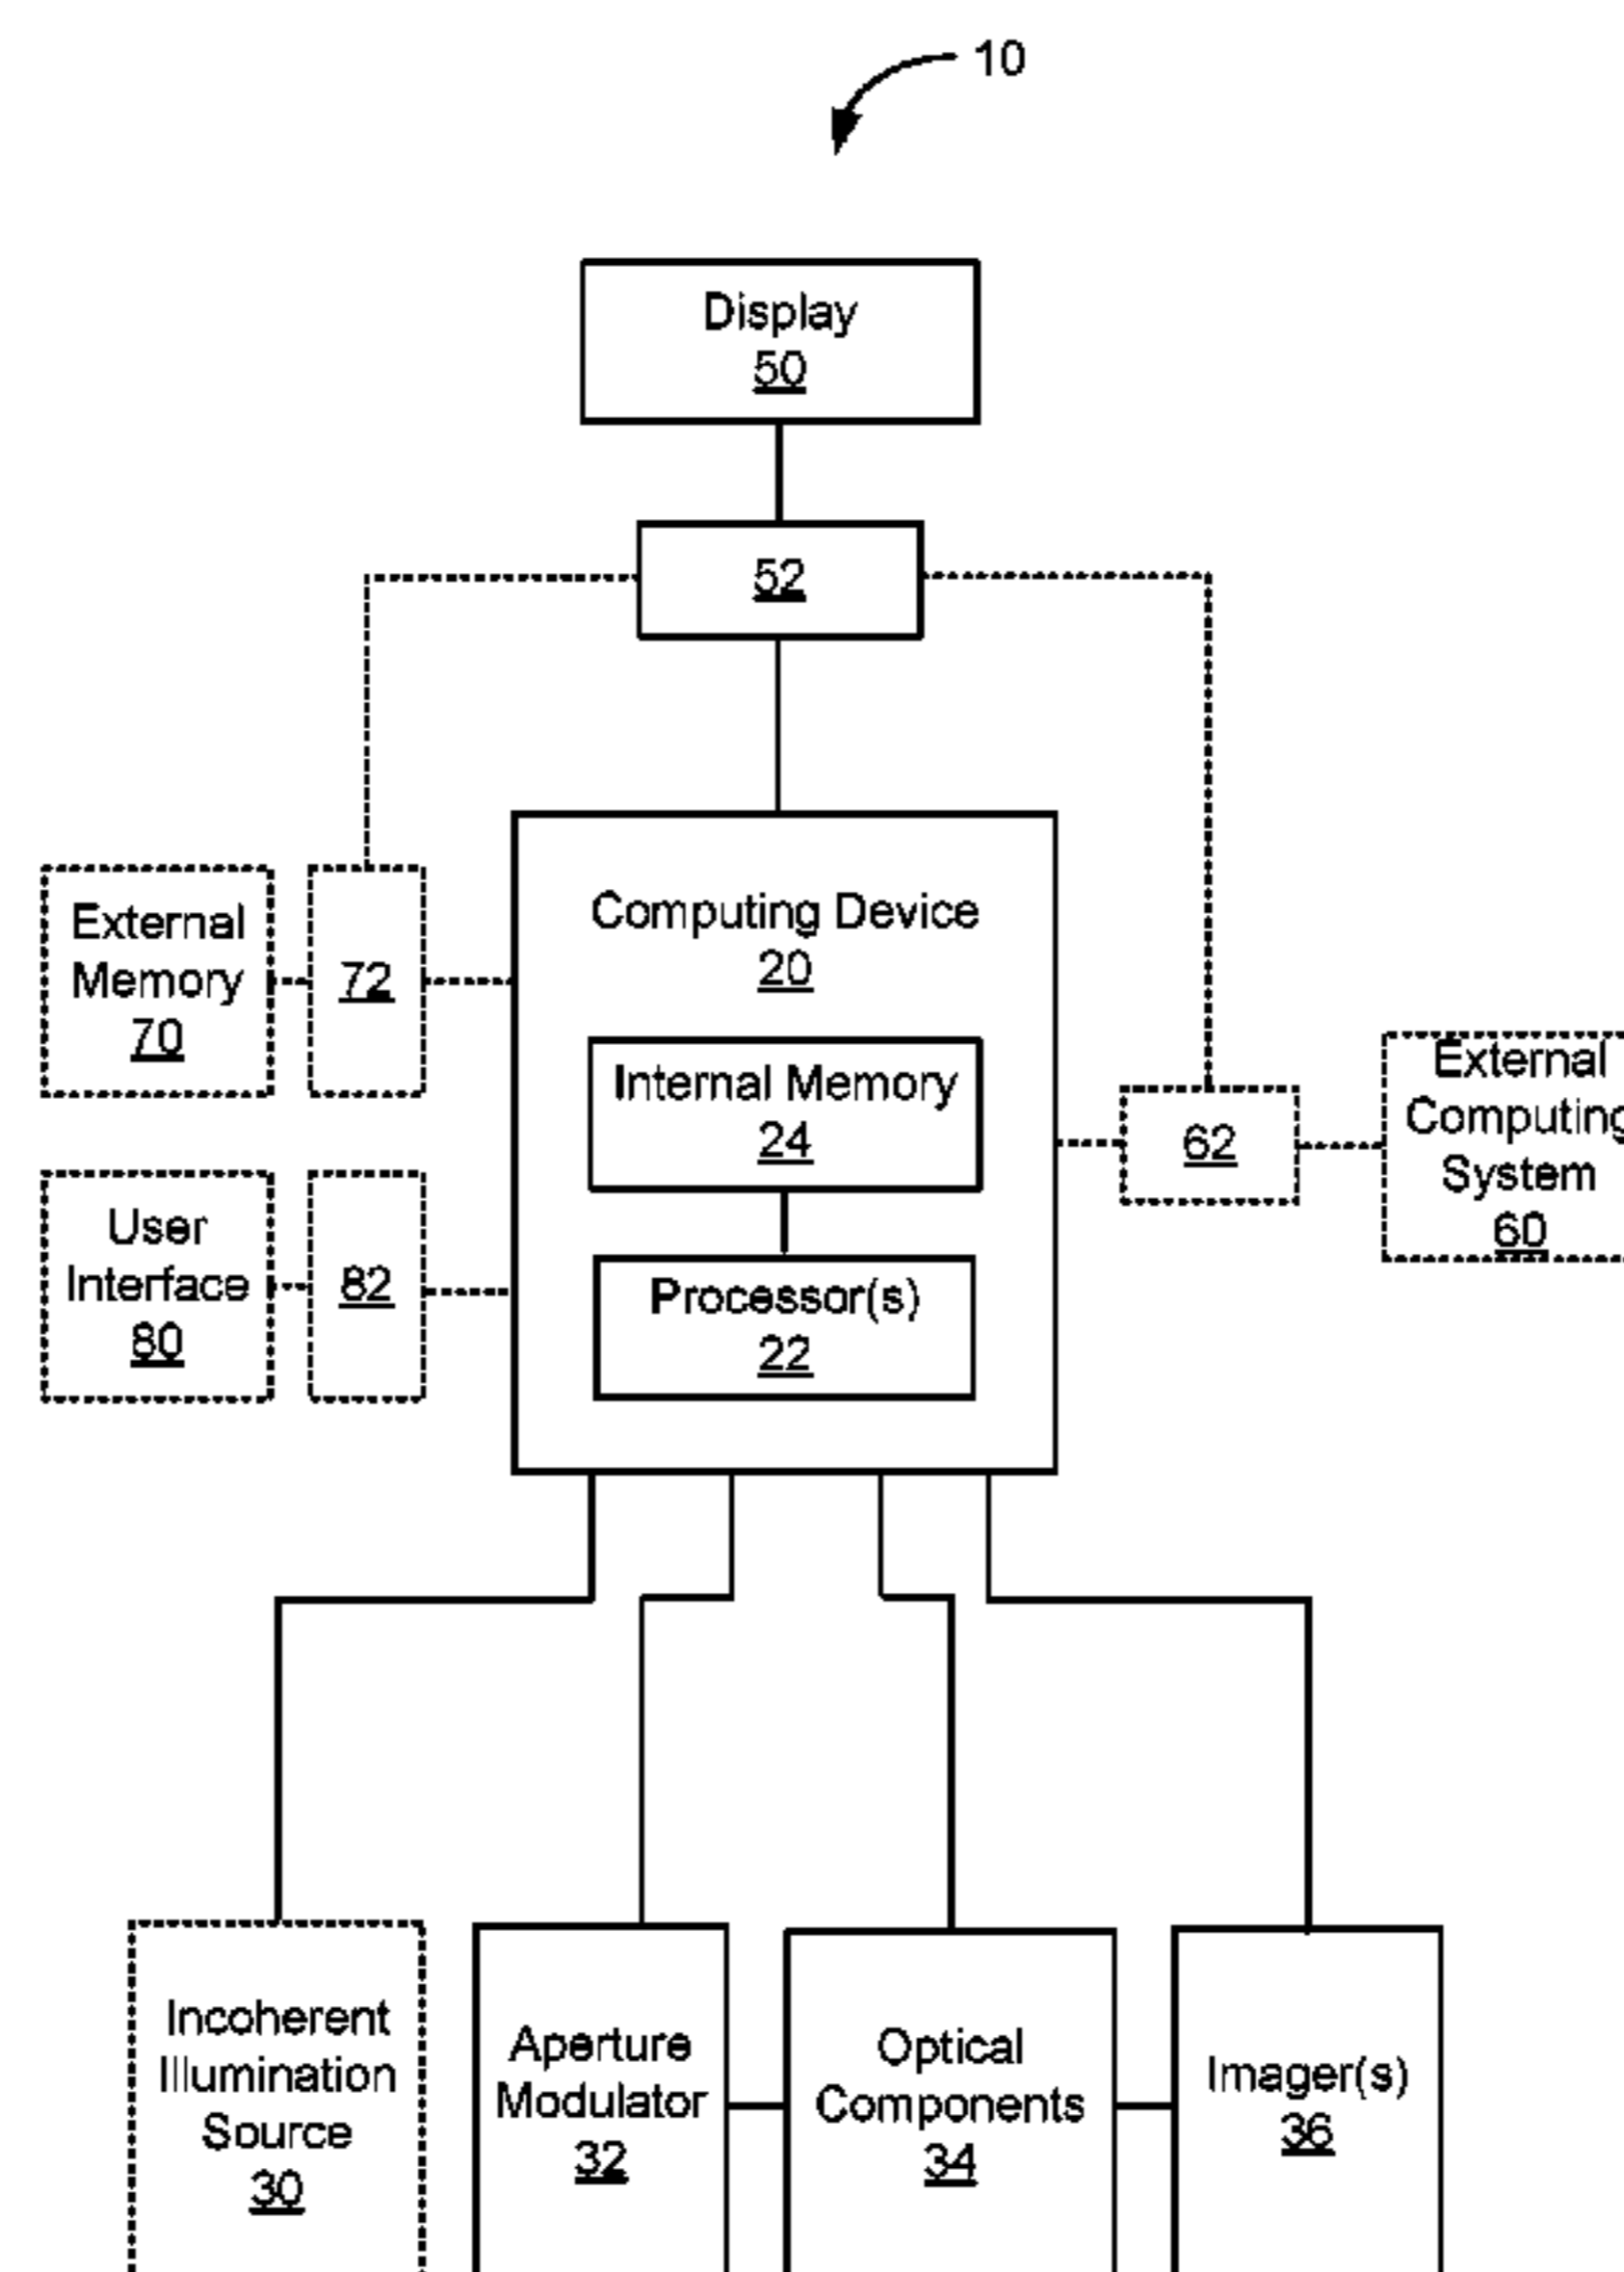 10
Display
50
52
External
Memory
70
72
Computing Device
20
Internal Memory
24
Processor(s)
22
62
External
Computing
System
60
User
Interface
80
82
Incoherent
Illumination
Source
30
Aperture
Modulator
32
Optical
Components
34
Imager(s)
36